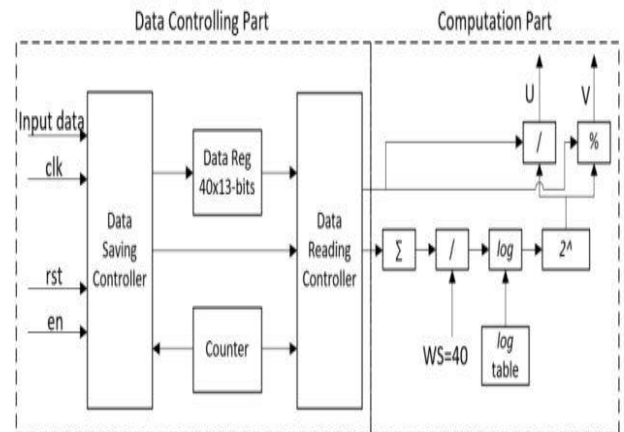 Data Controlling Part
Computation Part
Input data
clk
rst
en
Data
Saving
Controller
Data Reg
40x13-bits
Counter
Data
Reading
Controller
U
V
/
%
Σ
/
log
2^
WS=40
log
table